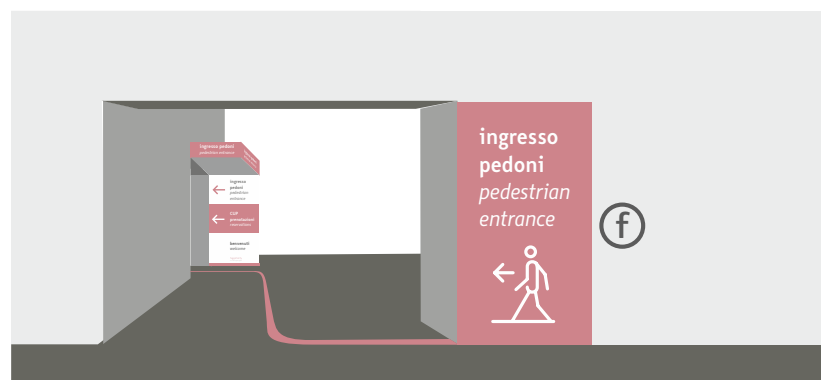 ingresso pedoni
pedestrian entrance
ingresso
pedoni
pedestrian
entrance
CUP
prenotazioni
reservations
benvenuti
welcome
ingresso
pedoni
pedestrian
entrance
f